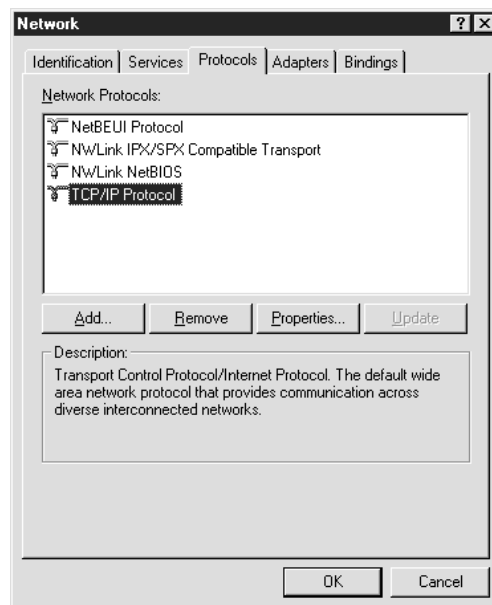 Network
Identification Services Protocols Adapters Bindings
Network Protocols:
NetBEUI Protocol
NWLink IPX/SPX Compatible Transport
NWLink NetBIOS
TCP/IP Protocol
Add... Remove Properties... Update
Description:
Transport Control Protocol/Internet Protocol. The default wide
area network protocol that provides communication across
diverse interconnected networks.
OK Cancel